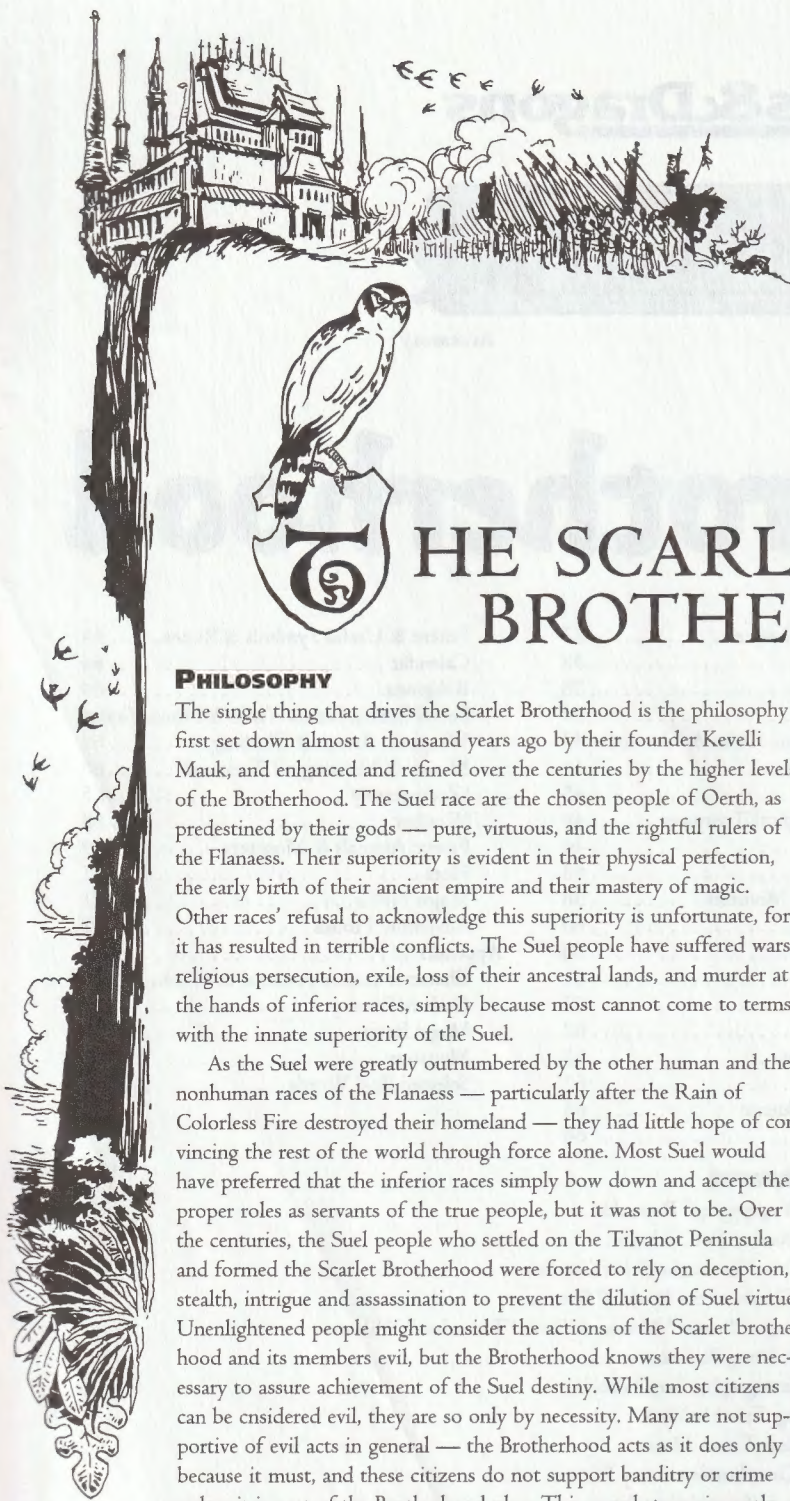 THE SCARL
BROTHE
PHILOSOPHY
The single thing that drives the Scarlet Brotherhood is the philosophy
first set down almost a thousand years ago by their founder Kevelli
Mauk, and enhanced and refined over the centuries by the higher level
of the Brotherhood. The Suel race are the chosen people of Oerth, as
predestined by their gods — pure, virtuous, and the rightful rulers of
the Flanaess. Their superiority is evident in their physical perfection,
the early birth of their ancient empire and their mastery of magic.
Other races' refusal to acknowledge this superiority is unfortunate, for
it has resulted in terrible conflicts. The Suel people have suffered wars
religious persecution, exile, loss of their ancestral lands, and murder at
the hands of inferior races, simply because most cannot come to terms
with the innate superiority of the Suel.
As the Suel were greatly outnumbered by the other human and the
nonhuman races of the Flanaess — particularly after the Rain of
Colorless Fire destroyed their homeland — they had little hope of con
vincing the rest of the world through force alone. Most Suel would
have preferred that the inferior races simply bow down and accept the
proper roles as servants of the true people, but it was not to be. Over
the centuries, the Suel people who settled on the Tilvanot Peninsula
and formed the Scarlet Brotherhood were forced to rely on deception,
stealth, intrigue and assassination to prevent the dilution of Suel virtue
Unenlightened people might consider the actions of the Scarlet brothe
hood and its members evil, but the Brotherhood knows they were nec-
essary to assure achievement of the Suel destiny. While most citizens
can be cnsidered evil, they are so only by necessity. Many are not sup-
portive of evil acts in general — the Brotherhood acts as it does only
because it must, and these citizens do not support banditry or crime